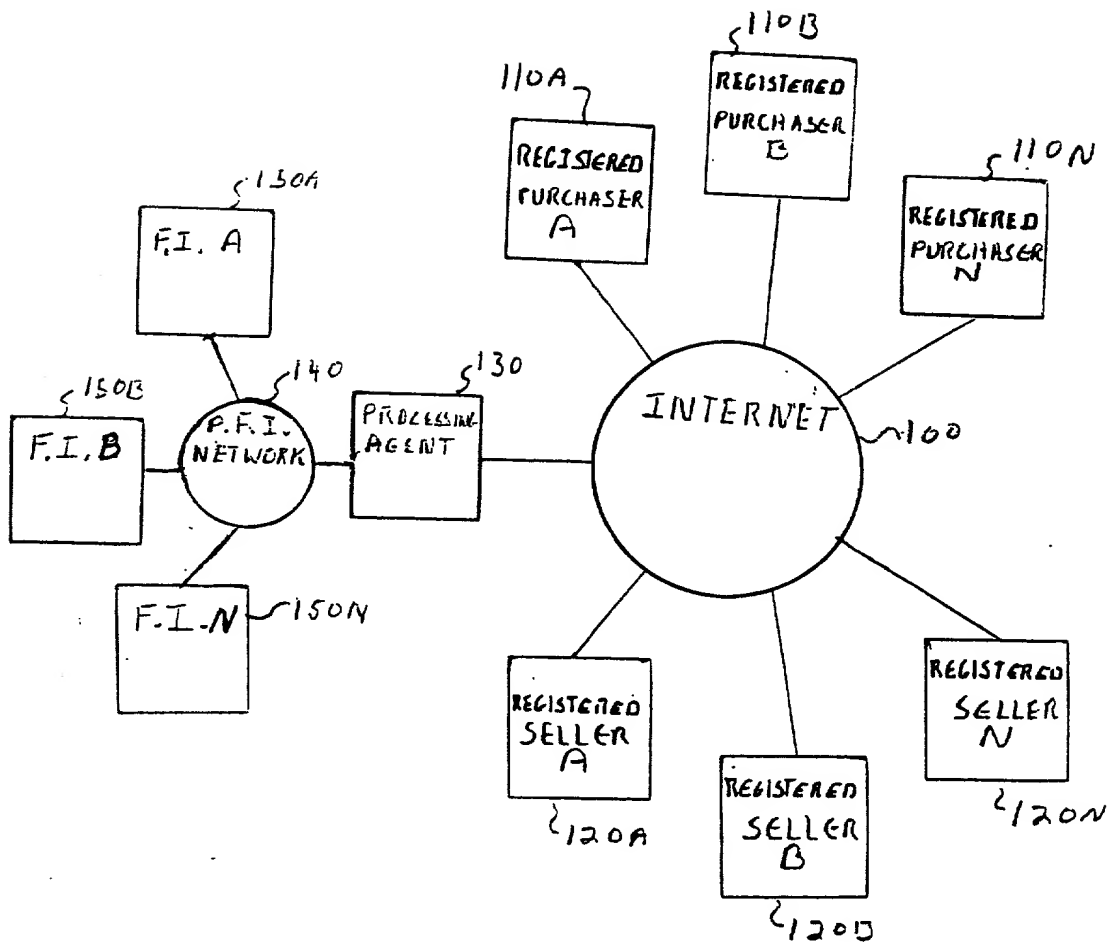 110B
REGISTERED
PURCHASER
B
110A
REGISTERED
PURCHASER
A
110N
REGISTERED
PURCHASER
N
150A
F.I. A
150B
F.I. B
140
P.F.I.
NETWORK
130
PROCESSING
AGENT
INTERNET
100
F.I. N
150N
REGISTERED
SELLER
A
120A
REGISTERED
SELLER
B
120B
REGISTERED
SELLER
N
120N